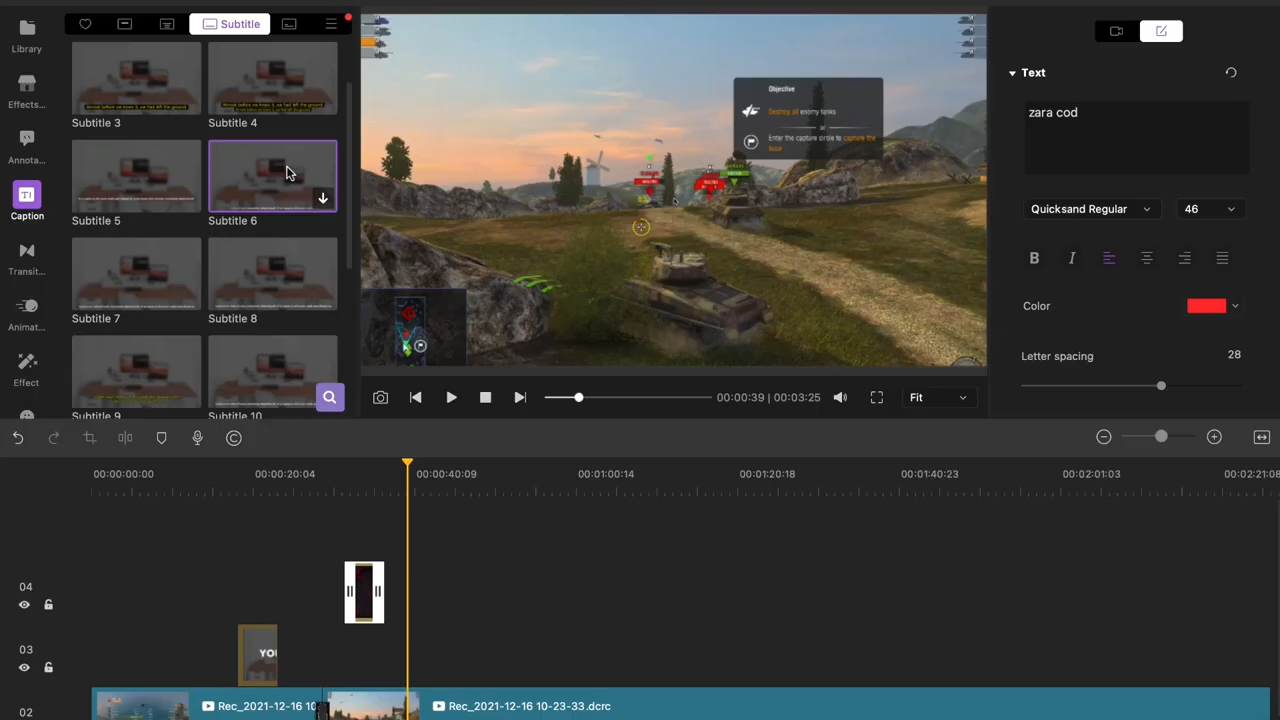 Subtitle
Library
Effects...
Annota...
Caption
Transit...
Animat...
Effect
Subtitle 3
Subtitle 4
Subtitle 5
Subtitle 6
Subtitle 7
Subtitle 8
Subtitle 9
Subtitle 10
Objective
Destroy all enemy tanks
or
Enter the capture circle to capture the
base
00:00:39 | 00:03:25
Fit
Text
zara cod
Quicksand Regular
46
B
I
Color
Letter spacing
28
00:00:00:00
00:00:20:04
00:00:40:09
00:01:00:14
00:01:20:18
00:01:40:23
00:02:01:03
00:02:21:08
04
03
YOU
02
Rec_2021-12-16 10
Rec_2021-12-16 10-23-33.dcrc